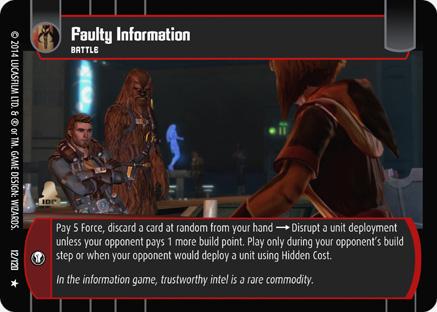 Faulty Information
BATTLE
Pay 5 Force, discard a card at random from your hand → Disrupt a unit deployment
unless your opponent pays 1 more build point. Play only during your opponent's build
step or when your opponent would deploy a unit using Hidden Cost.
In the information game, trustworthy intel is a rare commodity.
© 2014 LUCASFILM LTD. & ® or TM. GAME DESIGN: WIZARDS.
12/120